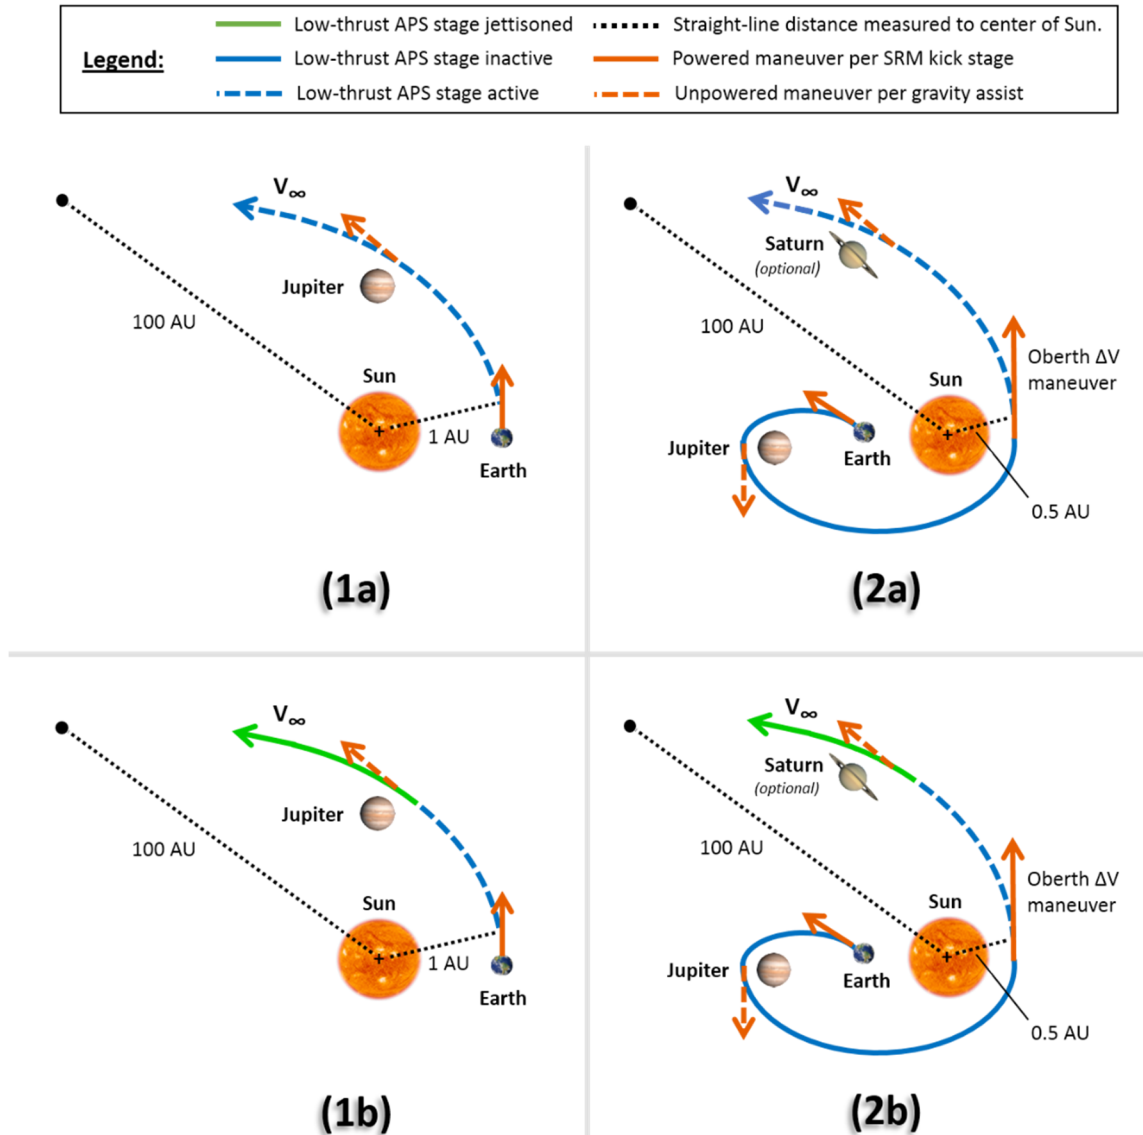 Legend:
Low-thrust APS stage jettisoned
Straight-line distance measured to center of Sun.
Low-thrust APS stage inactive
Powered maneuver per SRM kick stage
Low-thrust APS stage active
Unpowered maneuver per gravity assist
V∞
Jupiter
100 AU
Sun
1 AU
Earth
(1a)
V∞
Saturn
(optional)
100 AU
Oberth ΔV
maneuver
Sun
Jupiter
Earth
0.5 AU
(2a)
V∞
Jupiter
100 AU
Sun
1 AU
Earth
(1b)
V∞
Saturn
(optional)
100 AU
Oberth ΔV
maneuver
Sun
Jupiter
Earth
0.5 AU
(2b)